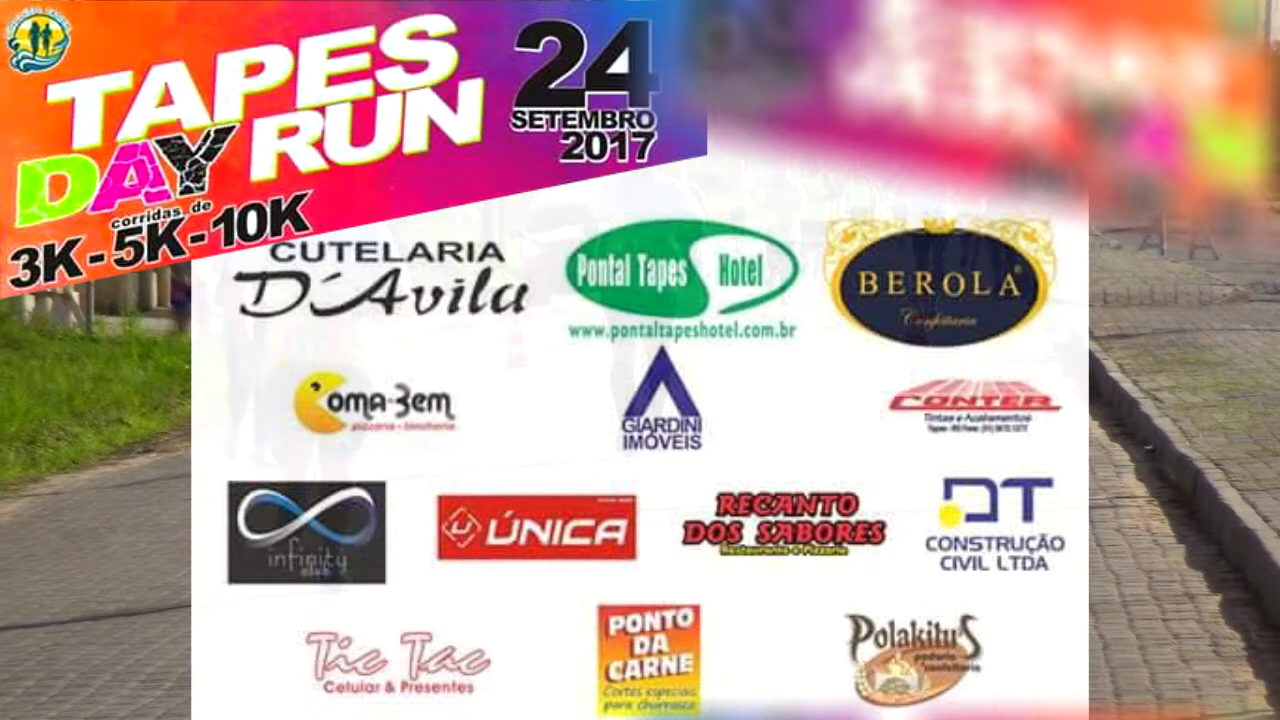 TAPES
DAY RUN
corridas de
3K - 5K - 10K
24
SETEMBRO
2017
CUTELARIA
D'Avila
Pontal Tapes Hotel
www.pontaltapeshotel.com.br
BEROLA
Confeitaria
Coma-Bem
pizzaria - lancheria
GIARDINI
IMÓVEIS
CONTER
Tintas e Acabamentos
infinity
club
ÚNICA
RECANTO
DOS SABORES
Restaurante e Pizzaria
DT
CONSTRUÇÃO
CIVIL LTDA
Tic Tac
Celular & Presentes
PONTO
DA
CARNE
Cortes especiais
para churrasco
Polakitu's
padaria
confeitaria